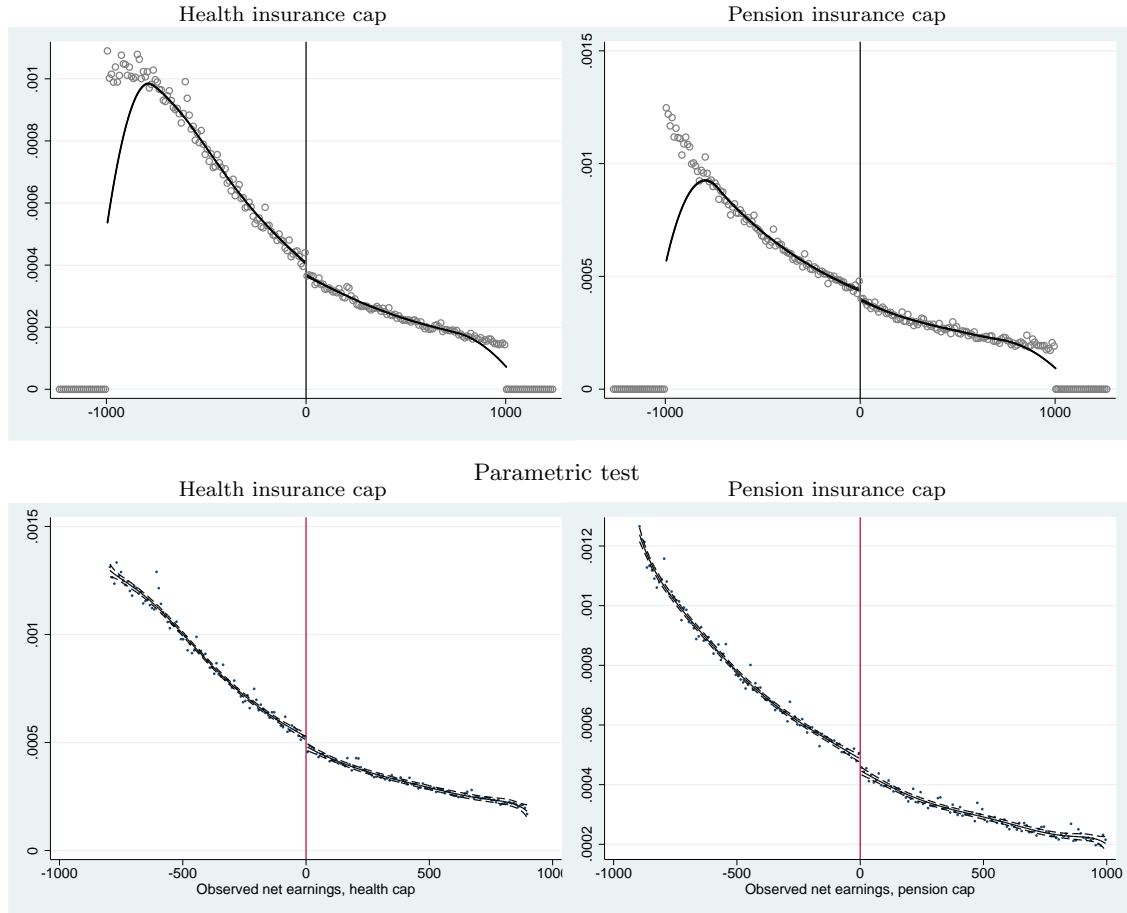 Health insurance cap
Pension insurance cap
0 .0002 .0004 .0006 .0008 .001
-1000 0 1000
0 .0005 .001 .0015
-1000 0 1000
Parametric test
Health insurance cap
Pension insurance cap
0 .0005 .001 .0015
-1000 -500 0 500 1000
Observed net earnings, health cap
.0002 .0004 .0006 .0008 .001 .0012
-1000 -500 0 500 1000
Observed net earnings, pension cap